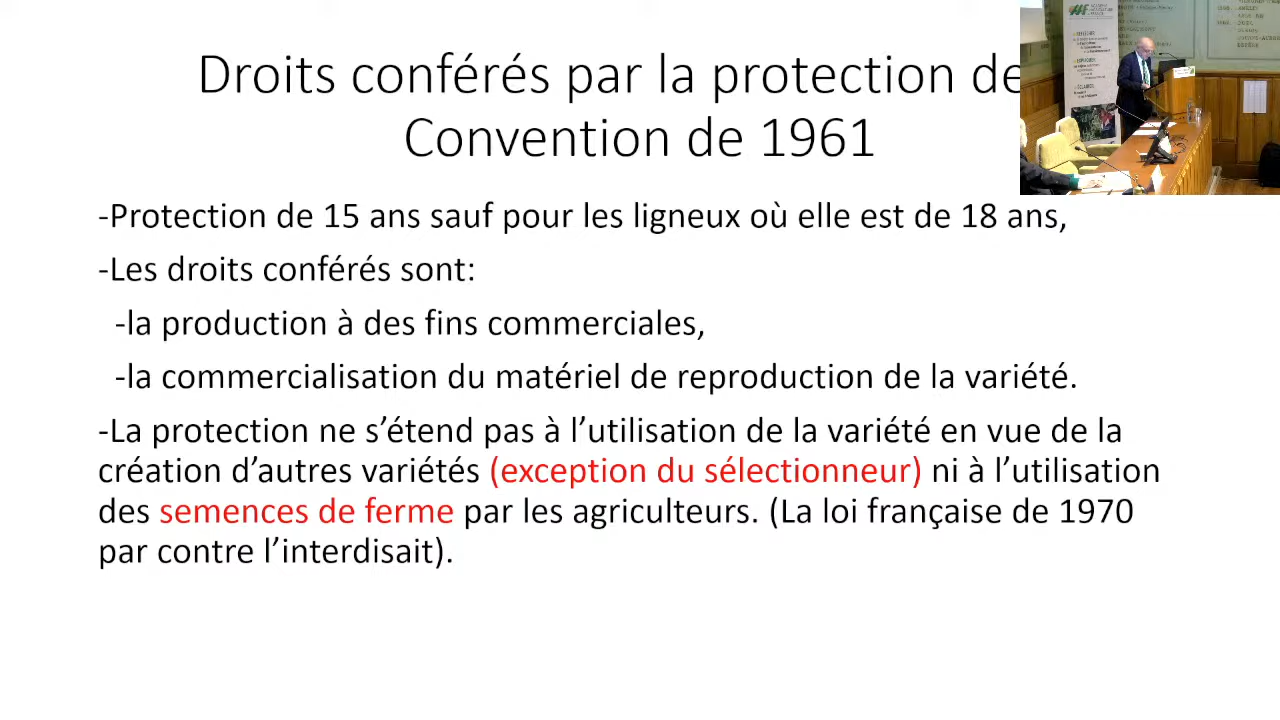 Droits conférés par la protection de
Convention de 1961
-Protection de 15 ans sauf pour les ligneux où elle est de 18 ans,
-Les droits conférés sont:
-la production à des fins commerciales,
-la commercialisation du matériel de reproduction de la variété.
-La protection ne s’étend pas à l’utilisation de la variété en vue de la
création d’autres variétés (exception du sélectionneur) ni à l’utilisation
des semences de ferme par les agriculteurs. (La loi française de 1970
par contre l’interdisait).